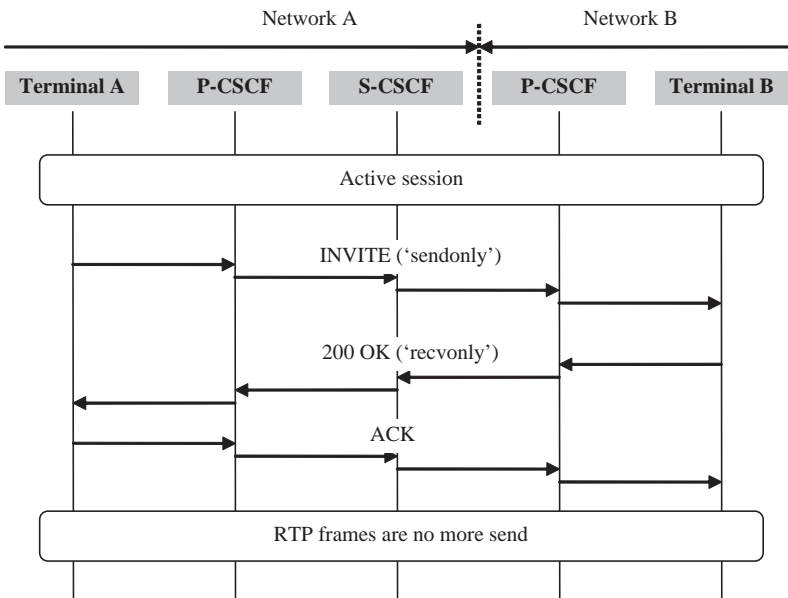 Network A
Network B
Terminal A
P-CSCF
S-CSCF
P-CSCF
Terminal B
Active session
INVITE (‘sendonly’)
200 OK (‘recvonly’)
ACK
RTP frames are no more send